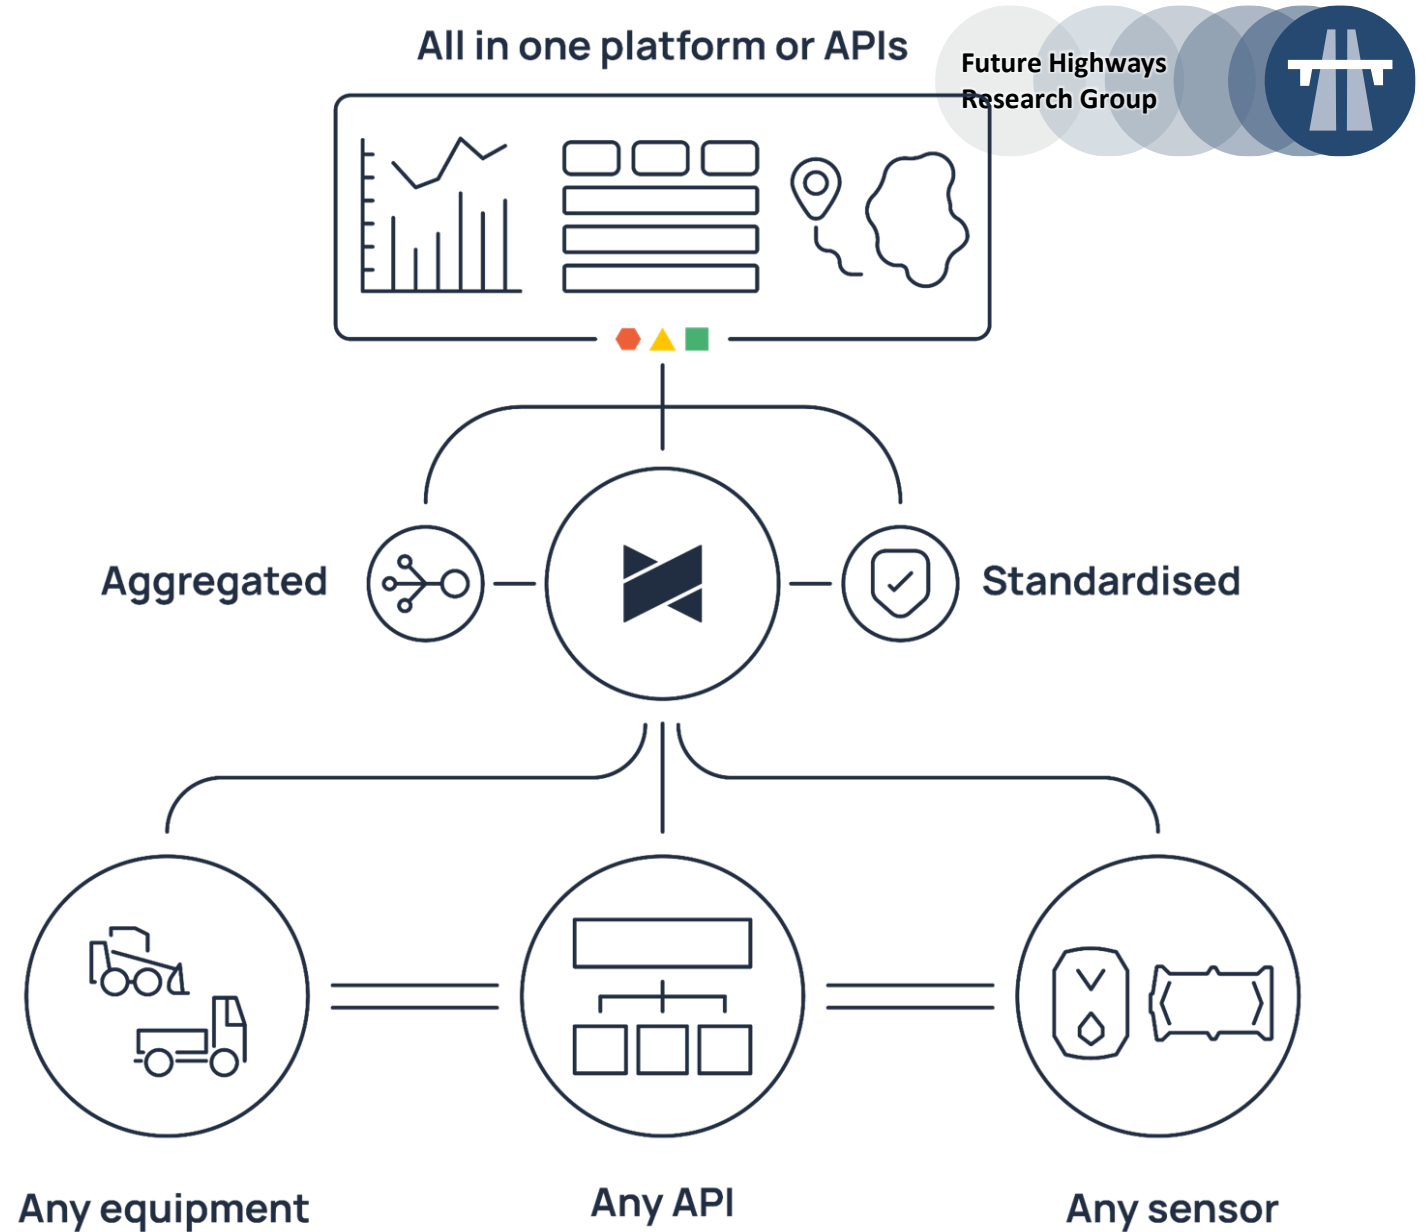 All in one platform or APIs
Future Highways
Research Group
Aggregated
Standardised
Any equipment
Any API
Any sensor